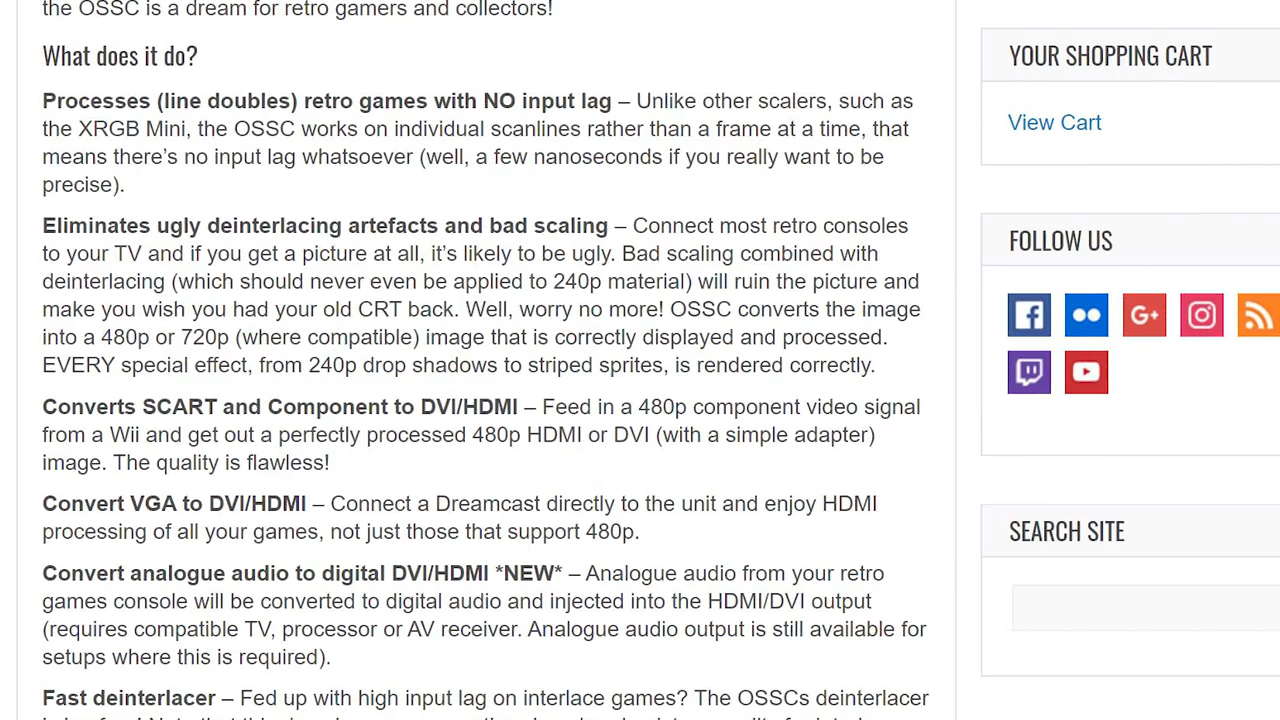 the OSSC is a dream for retro gamers and collectors!
What does it do?
Processes (line doubles) retro games with NO input lag – Unlike other scalers, such as
the XRGB Mini, the OSSC works on individual scanlines rather than a frame at a time, that
means there's no input lag whatsoever (well, a few nanoseconds if you really want to be
precise).
Eliminates ugly deinterlacing artefacts and bad scaling – Connect most retro consoles
to your TV and if you get a picture at all, it's likely to be ugly. Bad scaling combined with
deinterlacing (which should never even be applied to 240p material) will ruin the picture and
make you wish you had your old CRT back. Well, worry no more! OSSC converts the image
into a 480p or 720p (where compatible) image that is correctly displayed and processed.
EVERY special effect, from 240p drop shadows to striped sprites, is rendered correctly.
Converts SCART and Component to DVI/HDMI – Feed in a 480p component video signal
from a Wii and get out a perfectly processed 480p HDMI or DVI (with a simple adapter)
image. The quality is flawless!
Convert VGA to DVI/HDMI – Connect a Dreamcast directly to the unit and enjoy HDMI
processing of all your games, not just those that support 480p.
Convert analogue audio to digital DVI/HDMI *NEW* – Analogue audio from your retro
games console will be converted to digital audio and injected into the HDMI/DVI output
(requires compatible TV, processor or AV receiver. Analogue audio output is still available for
setups where this is required).
Fast deinterlacer – Fed up with high input lag on interlace games? The OSSCs deinterlacer
YOUR SHOPPING CART
View Cart
FOLLOW US
G+
SEARCH SITE